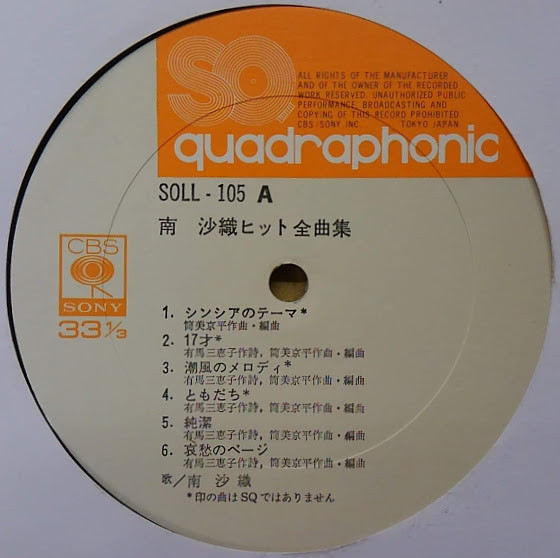 SQ
ALL RIGHTS OF THE MANUFACTURER
AND OF THE OWNER OF THE RECORDED
WORK RESERVED. UNAUTHORIZED PUBLIC
PERFORMANCE, BROADCASTING AND
COPYING OF THIS RECORD PROHIBITED
CBS/SONY INC. TOKYO JAPAN
quadraphonic
SOLL-105 A
南 沙織ヒット全曲集
CBS
SONY
33 1/3
1. シンシアのテーマ*
筒美京平作曲・編曲
2. 17才*
有馬三恵子作詩, 筒美京平作曲・編曲
3. 潮風のメロディ*
有馬三恵子作詩, 筒美京平作曲・編曲
4. ともだち*
有馬三恵子作詩, 筒美京平作曲・編曲
5. 純潔
有馬三恵子作詩, 筒美京平作曲・編曲
6. 哀愁のページ
有馬三恵子作詩, 筒美京平作曲・編曲
歌/南 沙織
*印の曲はSQではありません